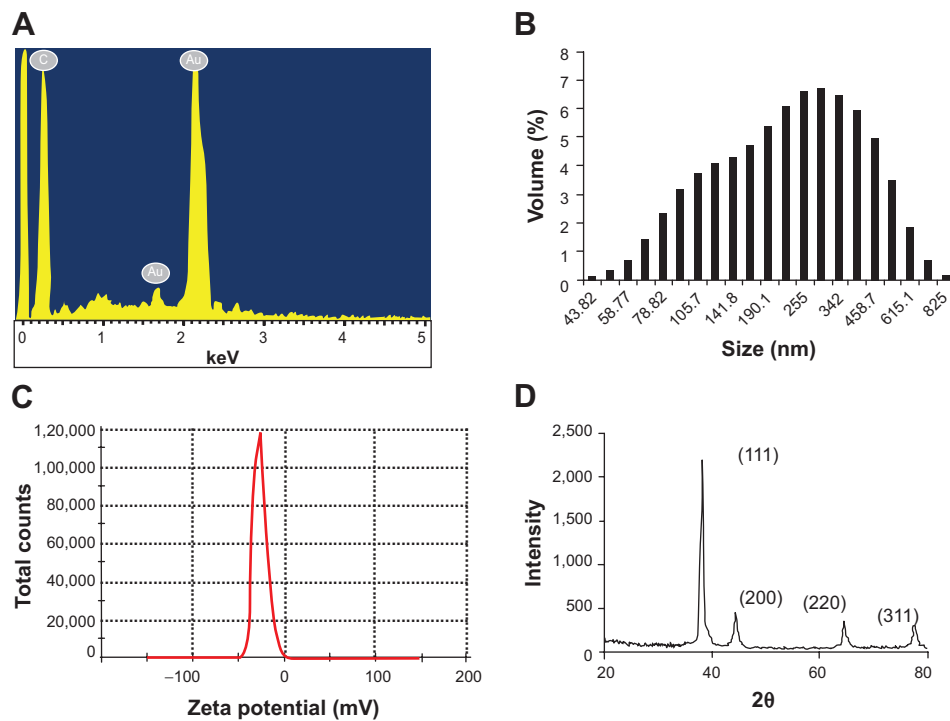 A
C
Au
Au
0 1 2 3 4 5
keV
B
8
7
6
5
4
3
2
1
0
Volume (%)
43.82 58.77 78.82 105.7 141.8 190.1 255 342 458.7 615.1 825
Size (nm)
C
1,20,000
1,00,000
80,000
60,000
40,000
20,000
0
Total counts
−100 0 100 200
Zeta potential (mV)
D
2,500
2,000
1,500
1,000
500
0
Intensity
(111)
(200)
(220)
(311)
20 40 60 80
2θ